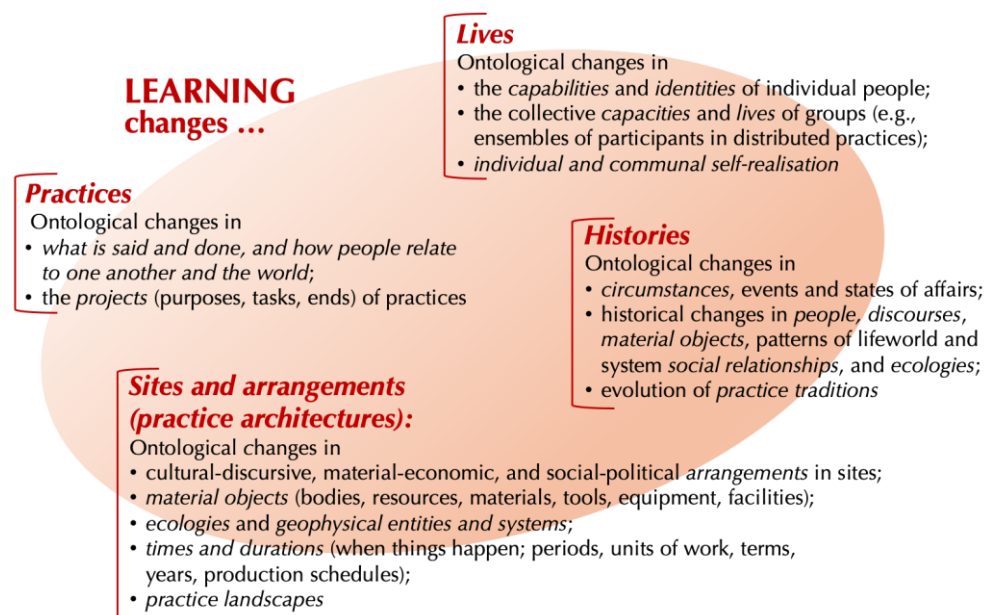 LEARNING
changes ...
Lives
Ontological changes in
• the capabilities and identities of individual people;
• the collective capacities and lives of groups (e.g.,
ensembles of participants in distributed practices);
• individual and communal self-realisation
Practices
Ontological changes in
• what is said and done, and how people relate
to one another and the world;
• the projects (purposes, tasks, ends) of practices
Histories
Ontological changes in
• circumstances, events and states of affairs;
• historical changes in people, discourses,
material objects, patterns of lifeworld and
system social relationships, and ecologies;
• evolution of practice traditions
Sites and arrangements
(practice architectures):
Ontological changes in
• cultural-discursive, material-economic, and social-political arrangements in sites;
• material objects (bodies, resources, materials, tools, equipment, facilities);
• ecologies and geophysical entities and systems;
• times and durations (when things happen; periods, units of work, terms,
years, production schedules);
• practice landscapes